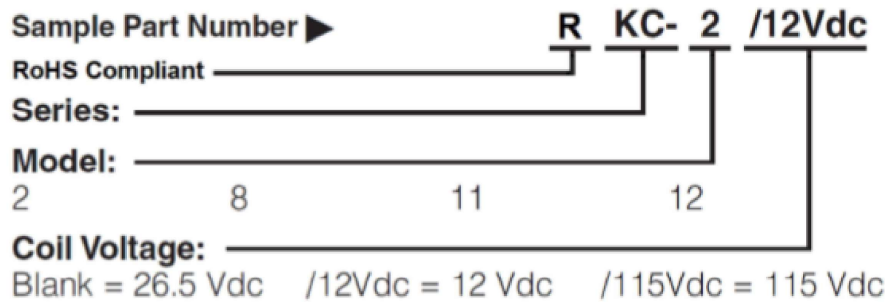 Sample Part Number ▶ R KC- 2 /12Vdc
RoHS Compliant
Series:
Model:
2 8 11 12
Coil Voltage:
Blank = 26.5 Vdc /12Vdc = 12 Vdc /115Vdc = 115 Vdc